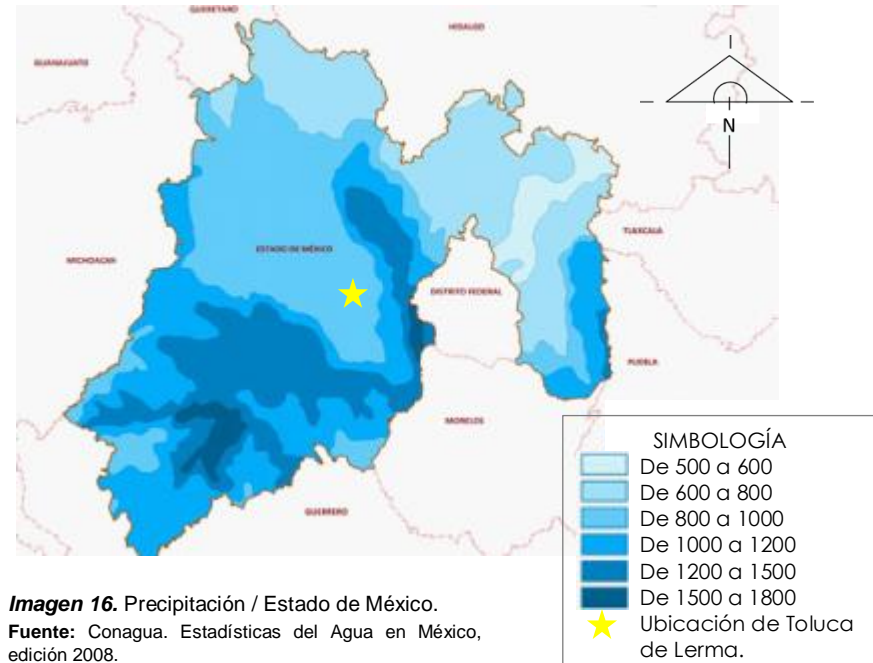 QUERETARO
HIDALGO
GUANAJUATO
N
TLAXCALA
MICHOACAN
ESTADO DE MÉXICO
DISTRITO FEDERAL
PUEBLA
MORELOS
GUERRERO
SIMBOLOGÍA
De 500 a 600
De 600 a 800
De 800 a 1000
De 1000 a 1200
De 1200 a 1500
De 1500 a 1800
Ubicación de Toluca
de Lerma.
Imagen 16. Precipitación / Estado de México.
Fuente: Conagua. Estadísticas del Agua en México,
edición 2008.